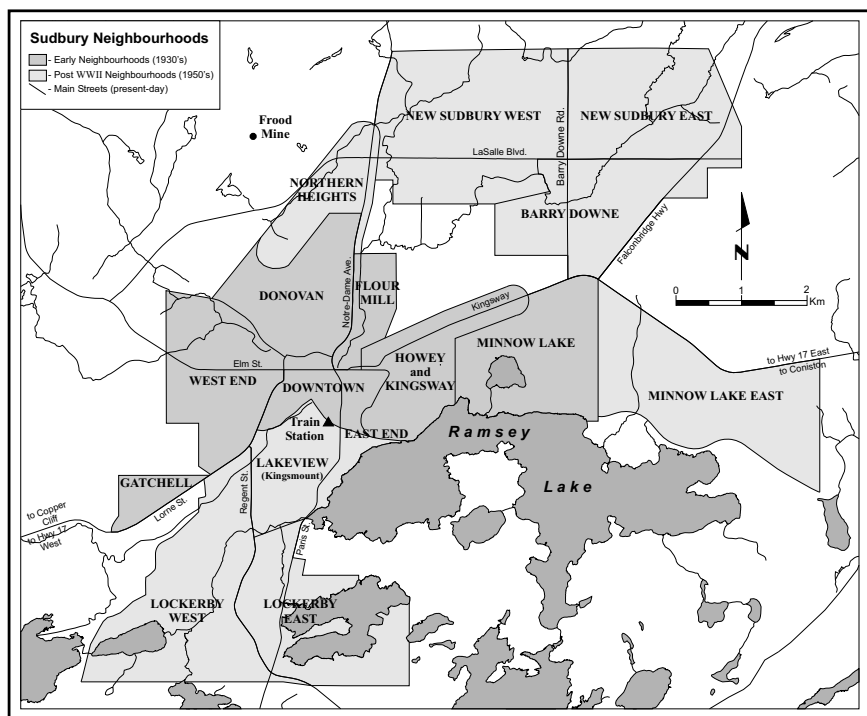 Sudbury Neighbourhoods
- Early Neighbourhoods (1930's)
- Post WWII Neighbourhoods (1950's)
- Main Streets (present-day)
Frood
Mine
NEW SUDBURY WEST
NEW SUDBURY EAST
Barry Downe Rd.
LaSalle Blvd.
NORTHERN
HEIGHTS
BARRY DOWNE
Falconbridge Hwy
N
0 1 2
Km
Notre-Dame Ave.
FLOUR
MILL
DONOVAN
Kingsway
Elm St.
WEST END
DOWNTOWN
HOWEY
and
KINGSWAY
MINNOW LAKE
to Hwy 17 East
to Coniston
MINNOW LAKE EAST
Train
Station
EAST END
Ramsey
Lake
LAKEVIEW
(Kingsmount)
GATCHELL
Lorne St.
Regent St.
Paris St.
to Copper
Cliff
to Hwy 17
West
LOCKERBY
WEST
LOCKERBY
EAST